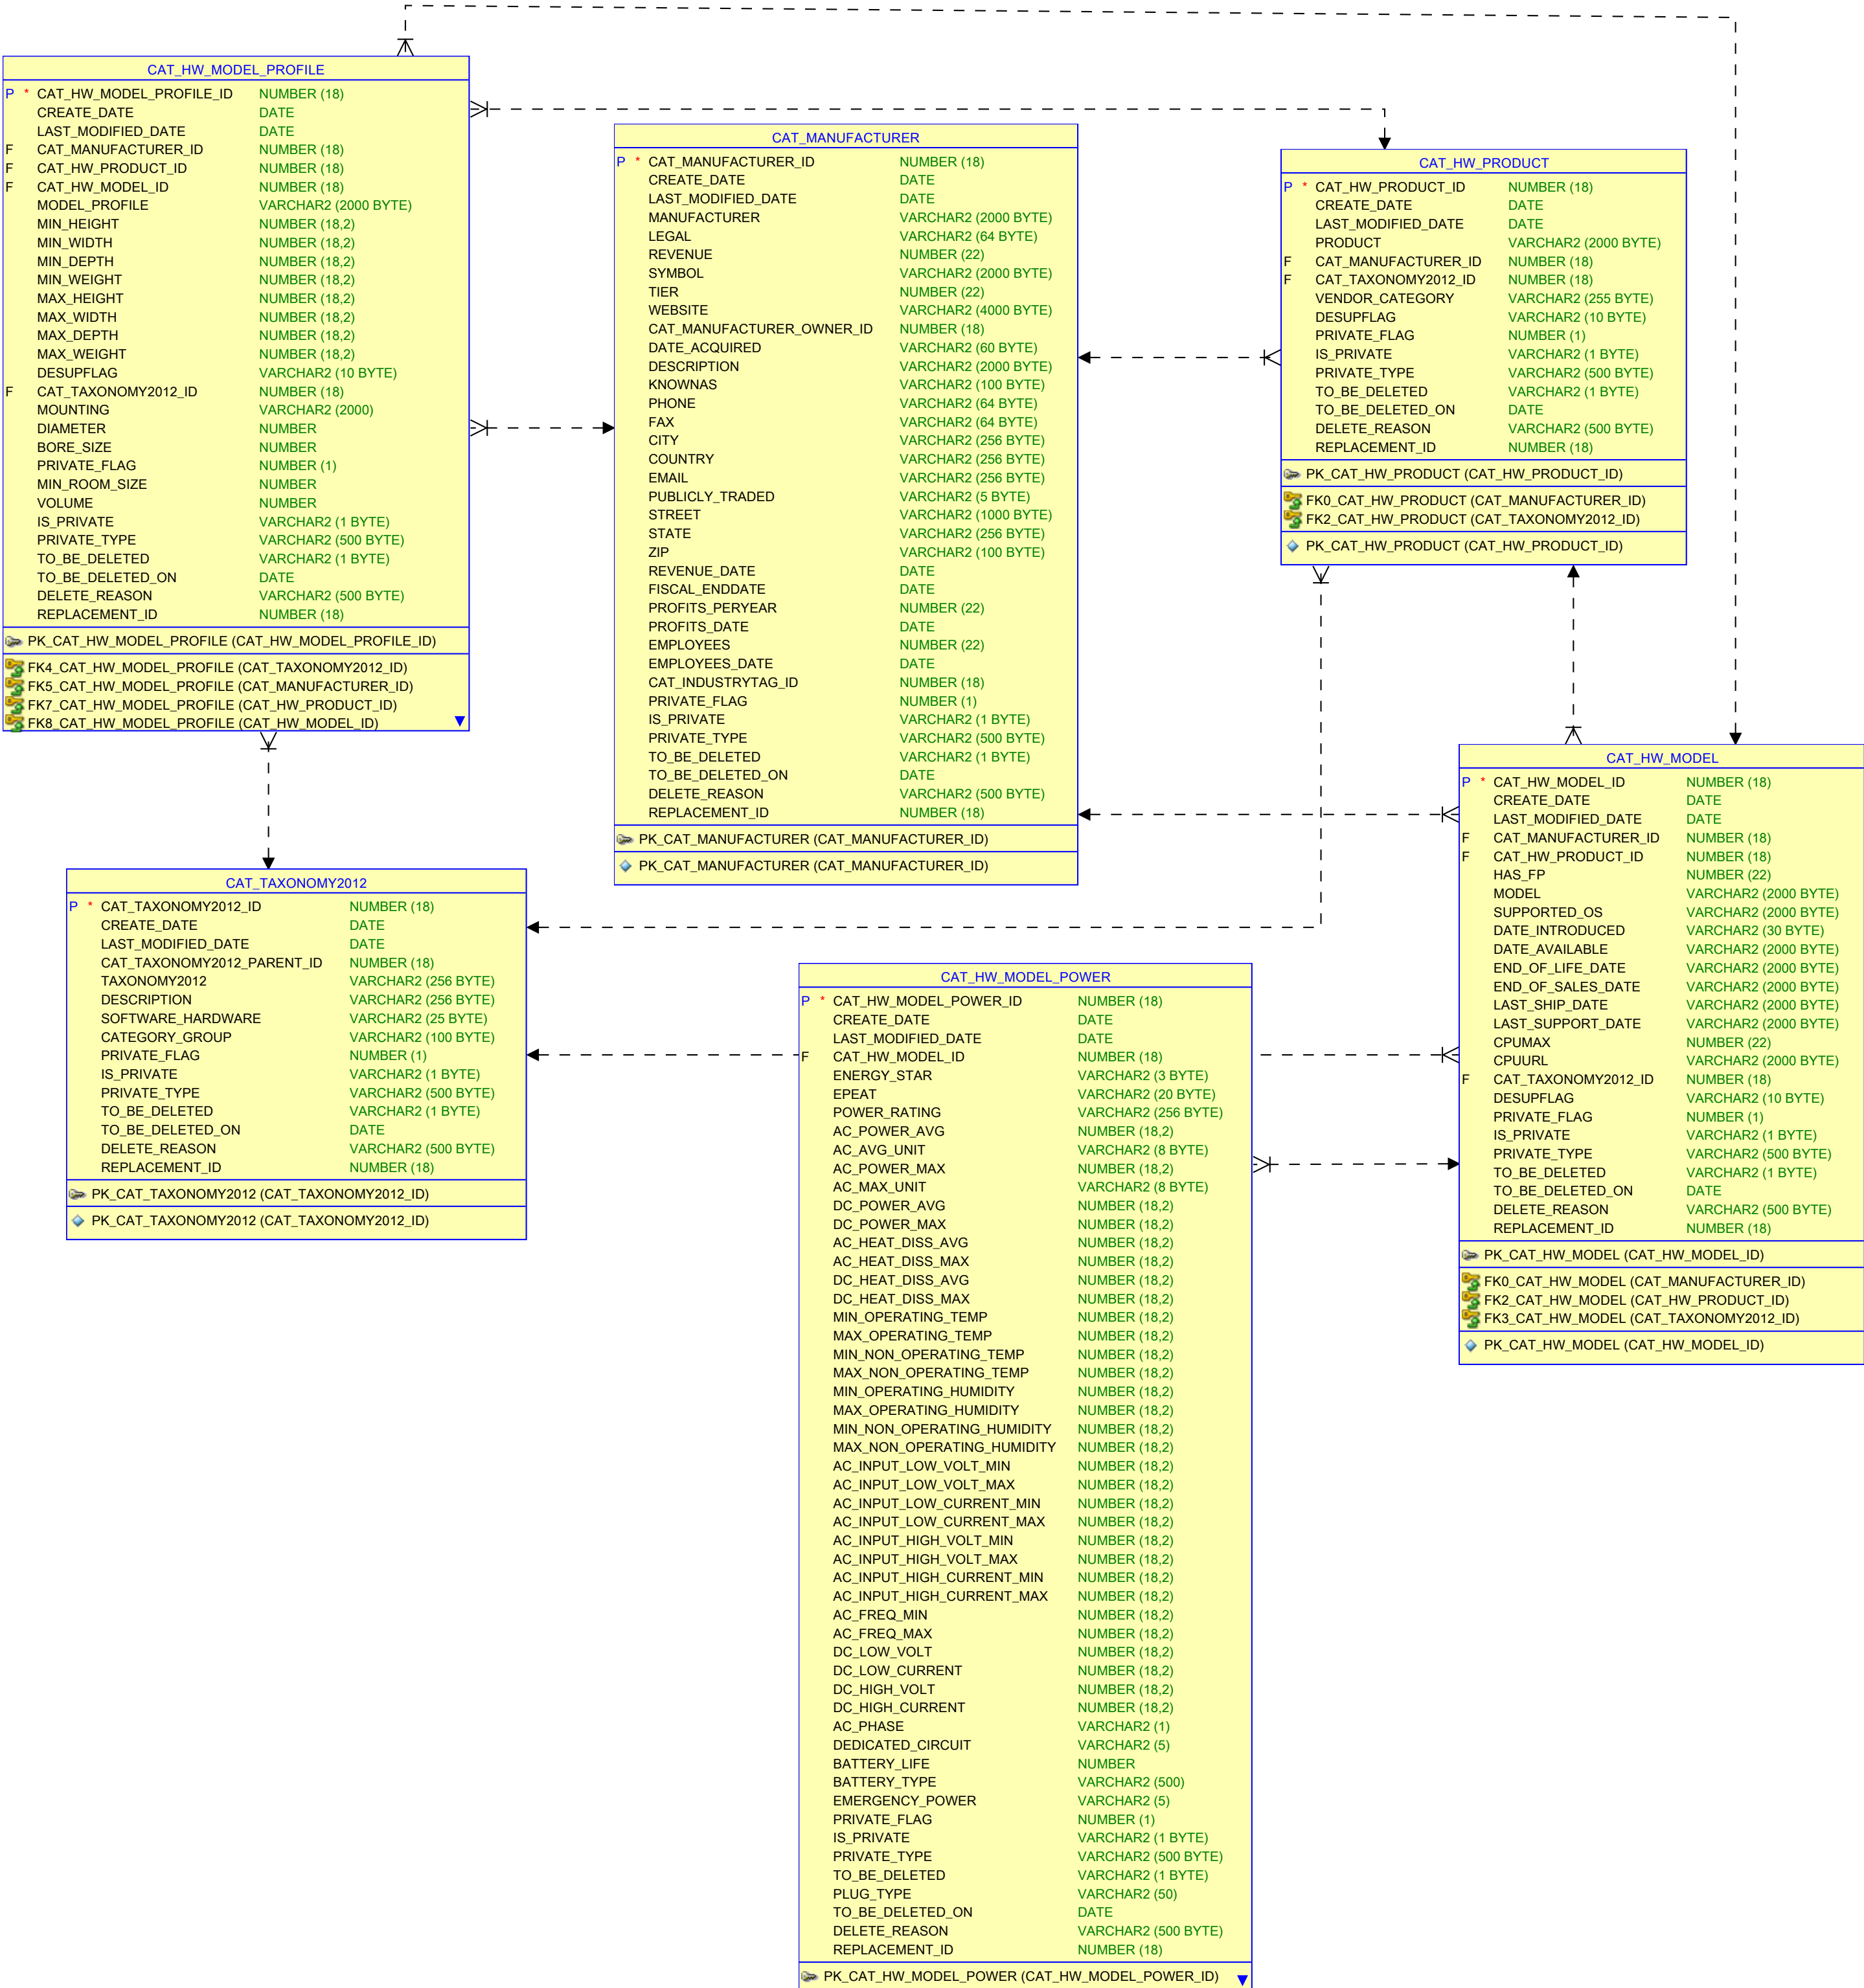 CAT_HW_MODEL_PROFILE
P * CAT_HW_MODEL_PROFILE_ID NUMBER (18)
CREATE_DATE DATE
LAST_MODIFIED_DATE DATE
F CAT_MANUFACTURER_ID NUMBER (18)
F CAT_HW_PRODUCT_ID NUMBER (18)
F CAT_HW_MODEL_ID NUMBER (18)
MODEL_PROFILE VARCHAR2 (2000 BYTE)
MIN_HEIGHT NUMBER (18,2)
MIN_WIDTH NUMBER (18,2)
MIN_DEPTH NUMBER (18,2)
MIN_WEIGHT NUMBER (18,2)
MAX_HEIGHT NUMBER (18,2)
MAX_WIDTH NUMBER (18,2)
MAX_DEPTH NUMBER (18,2)
MAX_WEIGHT NUMBER (18,2)
DESUPFLAG VARCHAR2 (10 BYTE)
F CAT_TAXONOMY2012_ID NUMBER (18)
MOUNTING VARCHAR2 (2000)
DIAMETER NUMBER
BORE_SIZE NUMBER
PRIVATE_FLAG NUMBER (1)
MIN_ROOM_SIZE NUMBER
VOLUME NUMBER
IS_PRIVATE VARCHAR2 (1 BYTE)
PRIVATE_TYPE VARCHAR2 (500 BYTE)
TO_BE_DELETED VARCHAR2 (1 BYTE)
TO_BE_DELETED_ON DATE
DELETE_REASON VARCHAR2 (500 BYTE)
REPLACEMENT_ID NUMBER (18)
PK_CAT_HW_MODEL_PROFILE (CAT_HW_MODEL_PROFILE_ID)
FK4_CAT_HW_MODEL_PROFILE (CAT_TAXONOMY2012_ID)
FK5_CAT_HW_MODEL_PROFILE (CAT_MANUFACTURER_ID)
FK7_CAT_HW_MODEL_PROFILE (CAT_HW_PRODUCT_ID)
FK8_CAT_HW_MODEL_PROFILE (CAT_HW_MODEL_ID)
CAT_MANUFACTURER
P * CAT_MANUFACTURER_ID NUMBER (18)
CREATE_DATE DATE
LAST_MODIFIED_DATE DATE
MANUFACTURER VARCHAR2 (2000 BYTE)
LEGAL VARCHAR2 (64 BYTE)
REVENUE NUMBER (22)
SYMBOL VARCHAR2 (2000 BYTE)
TIER NUMBER (22)
WEBSITE VARCHAR2 (4000 BYTE)
CAT_MANUFACTURER_OWNER_ID NUMBER (18)
DATE_ACQUIRED VARCHAR2 (60 BYTE)
DESCRIPTION VARCHAR2 (2000 BYTE)
KNOWNAS VARCHAR2 (100 BYTE)
PHONE VARCHAR2 (64 BYTE)
FAX VARCHAR2 (64 BYTE)
CITY VARCHAR2 (256 BYTE)
COUNTRY VARCHAR2 (256 BYTE)
EMAIL VARCHAR2 (256 BYTE)
PUBLICLY_TRADED VARCHAR2 (5 BYTE)
STREET VARCHAR2 (1000 BYTE)
STATE VARCHAR2 (256 BYTE)
ZIP VARCHAR2 (100 BYTE)
REVENUE_DATE DATE
FISCAL_ENDDATE DATE
PROFITS_PERYEAR NUMBER (22)
PROFITS_DATE DATE
EMPLOYEES NUMBER (22)
EMPLOYEES_DATE DATE
CAT_INDUSTRYTAG_ID NUMBER (18)
PRIVATE_FLAG NUMBER (1)
IS_PRIVATE VARCHAR2 (1 BYTE)
PRIVATE_TYPE VARCHAR2 (500 BYTE)
TO_BE_DELETED VARCHAR2 (1 BYTE)
TO_BE_DELETED_ON DATE
DELETE_REASON VARCHAR2 (500 BYTE)
REPLACEMENT_ID NUMBER (18)
PK_CAT_MANUFACTURER (CAT_MANUFACTURER_ID)
PK_CAT_MANUFACTURER (CAT_MANUFACTURER_ID)
CAT_HW_PRODUCT
P * CAT_HW_PRODUCT_ID NUMBER (18)
CREATE_DATE DATE
LAST_MODIFIED_DATE DATE
PRODUCT VARCHAR2 (2000 BYTE)
F CAT_MANUFACTURER_ID NUMBER (18)
F CAT_TAXONOMY2012_ID NUMBER (18)
VENDOR_CATEGORY VARCHAR2 (255 BYTE)
DESUPFLAG VARCHAR2 (10 BYTE)
PRIVATE_FLAG NUMBER (1)
IS_PRIVATE VARCHAR2 (1 BYTE)
PRIVATE_TYPE VARCHAR2 (500 BYTE)
TO_BE_DELETED VARCHAR2 (1 BYTE)
TO_BE_DELETED_ON DATE
DELETE_REASON VARCHAR2 (500 BYTE)
REPLACEMENT_ID NUMBER (18)
PK_CAT_HW_PRODUCT (CAT_HW_PRODUCT_ID)
FK0_CAT_HW_PRODUCT (CAT_MANUFACTURER_ID)
FK2_CAT_HW_PRODUCT (CAT_TAXONOMY2012_ID)
PK_CAT_HW_PRODUCT (CAT_HW_PRODUCT_ID)
CAT_HW_MODEL
P * CAT_HW_MODEL_ID NUMBER (18)
CREATE_DATE DATE
LAST_MODIFIED_DATE DATE
F CAT_MANUFACTURER_ID NUMBER (18)
F CAT_HW_PRODUCT_ID NUMBER (18)
HAS_FP NUMBER (22)
MODEL VARCHAR2 (2000 BYTE)
SUPPORTED_OS VARCHAR2 (2000 BYTE)
DATE_INTRODUCED VARCHAR2 (30 BYTE)
DATE_AVAILABLE VARCHAR2 (2000 BYTE)
END_OF_LIFE_DATE VARCHAR2 (2000 BYTE)
END_OF_SALES_DATE VARCHAR2 (2000 BYTE)
LAST_SHIP_DATE VARCHAR2 (2000 BYTE)
LAST_SUPPORT_DATE VARCHAR2 (2000 BYTE)
CPUMAX NUMBER (22)
CPUURL VARCHAR2 (2000 BYTE)
F CAT_TAXONOMY2012_ID NUMBER (18)
DESUPFLAG VARCHAR2 (10 BYTE)
PRIVATE_FLAG NUMBER (1)
IS_PRIVATE VARCHAR2 (1 BYTE)
PRIVATE_TYPE VARCHAR2 (500 BYTE)
TO_BE_DELETED VARCHAR2 (1 BYTE)
TO_BE_DELETED_ON DATE
DELETE_REASON VARCHAR2 (500 BYTE)
REPLACEMENT_ID NUMBER (18)
PK_CAT_HW_MODEL (CAT_HW_MODEL_ID)
FK0_CAT_HW_MODEL (CAT_MANUFACTURER_ID)
FK2_CAT_HW_MODEL (CAT_HW_PRODUCT_ID)
FK3_CAT_HW_MODEL (CAT_TAXONOMY2012_ID)
PK_CAT_HW_MODEL (CAT_HW_MODEL_ID)
CAT_TAXONOMY2012
P * CAT_TAXONOMY2012_ID NUMBER (18)
CREATE_DATE DATE
LAST_MODIFIED_DATE DATE
CAT_TAXONOMY2012_PARENT_ID NUMBER (18)
TAXONOMY2012 VARCHAR2 (256 BYTE)
DESCRIPTION VARCHAR2 (256 BYTE)
SOFTWARE_HARDWARE VARCHAR2 (25 BYTE)
CATEGORY_GROUP VARCHAR2 (100 BYTE)
PRIVATE_FLAG NUMBER (1)
IS_PRIVATE VARCHAR2 (1 BYTE)
PRIVATE_TYPE VARCHAR2 (500 BYTE)
TO_BE_DELETED VARCHAR2 (1 BYTE)
TO_BE_DELETED_ON DATE
DELETE_REASON VARCHAR2 (500 BYTE)
REPLACEMENT_ID NUMBER (18)
PK_CAT_TAXONOMY2012 (CAT_TAXONOMY2012_ID)
PK_CAT_TAXONOMY2012 (CAT_TAXONOMY2012_ID)
CAT_HW_MODEL_POWER
P * CAT_HW_MODEL_POWER_ID NUMBER (18)
CREATE_DATE DATE
LAST_MODIFIED_DATE DATE
F CAT_HW_MODEL_ID NUMBER (18)
ENERGY_STAR VARCHAR2 (3 BYTE)
EPEAT VARCHAR2 (20 BYTE)
POWER_RATING VARCHAR2 (256 BYTE)
AC_POWER_AVG NUMBER (18,2)
AC_AVG_UNIT VARCHAR2 (8 BYTE)
AC_POWER_MAX NUMBER (18,2)
AC_MAX_UNIT VARCHAR2 (8 BYTE)
DC_POWER_AVG NUMBER (18,2)
DC_POWER_MAX NUMBER (18,2)
AC_HEAT_DISS_AVG NUMBER (18,2)
AC_HEAT_DISS_MAX NUMBER (18,2)
DC_HEAT_DISS_AVG NUMBER (18,2)
DC_HEAT_DISS_MAX NUMBER (18,2)
MIN_OPERATING_TEMP NUMBER (18,2)
MAX_OPERATING_TEMP NUMBER (18,2)
MIN_NON_OPERATING_TEMP NUMBER (18,2)
MAX_NON_OPERATING_TEMP NUMBER (18,2)
MIN_OPERATING_HUMIDITY NUMBER (18,2)
MAX_OPERATING_HUMIDITY NUMBER (18,2)
MIN_NON_OPERATING_HUMIDITY NUMBER (18,2)
MAX_NON_OPERATING_HUMIDITY NUMBER (18,2)
AC_INPUT_LOW_VOLT_MIN NUMBER (18,2)
AC_INPUT_LOW_VOLT_MAX NUMBER (18,2)
AC_INPUT_LOW_CURRENT_MIN NUMBER (18,2)
AC_INPUT_LOW_CURRENT_MAX NUMBER (18,2)
AC_INPUT_HIGH_VOLT_MIN NUMBER (18,2)
AC_INPUT_HIGH_VOLT_MAX NUMBER (18,2)
AC_INPUT_HIGH_CURRENT_MIN NUMBER (18,2)
AC_INPUT_HIGH_CURRENT_MAX NUMBER (18,2)
AC_FREQ_MIN NUMBER (18,2)
AC_FREQ_MAX NUMBER (18,2)
DC_LOW_VOLT NUMBER (18,2)
DC_LOW_CURRENT NUMBER (18,2)
DC_HIGH_VOLT NUMBER (18,2)
DC_HIGH_CURRENT NUMBER (18,2)
AC_PHASE VARCHAR2 (1)
DEDICATED_CIRCUIT VARCHAR2 (5)
BATTERY_LIFE NUMBER
BATTERY_TYPE VARCHAR2 (500)
EMERGENCY_POWER VARCHAR2 (5)
PRIVATE_FLAG NUMBER (1)
IS_PRIVATE VARCHAR2 (1 BYTE)
PRIVATE_TYPE VARCHAR2 (500 BYTE)
TO_BE_DELETED VARCHAR2 (1 BYTE)
PLUG_TYPE VARCHAR2 (50)
TO_BE_DELETED_ON DATE
DELETE_REASON VARCHAR2 (500 BYTE)
REPLACEMENT_ID NUMBER (18)
PK_CAT_HW_MODEL_POWER (CAT_HW_MODEL_POWER_ID)